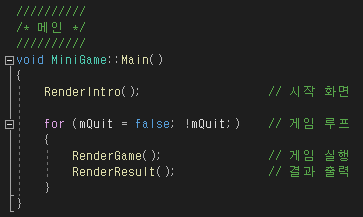 //////////
/* 메인 */
//////////
void MiniGame::Main()
{
    RenderIntro();                // 시작 화면
    for (mQuit = false; !mQuit;)    // 게임 루프
    {
        RenderGame();             // 게임 실행
        RenderResult();           // 결과 출력
    }
}